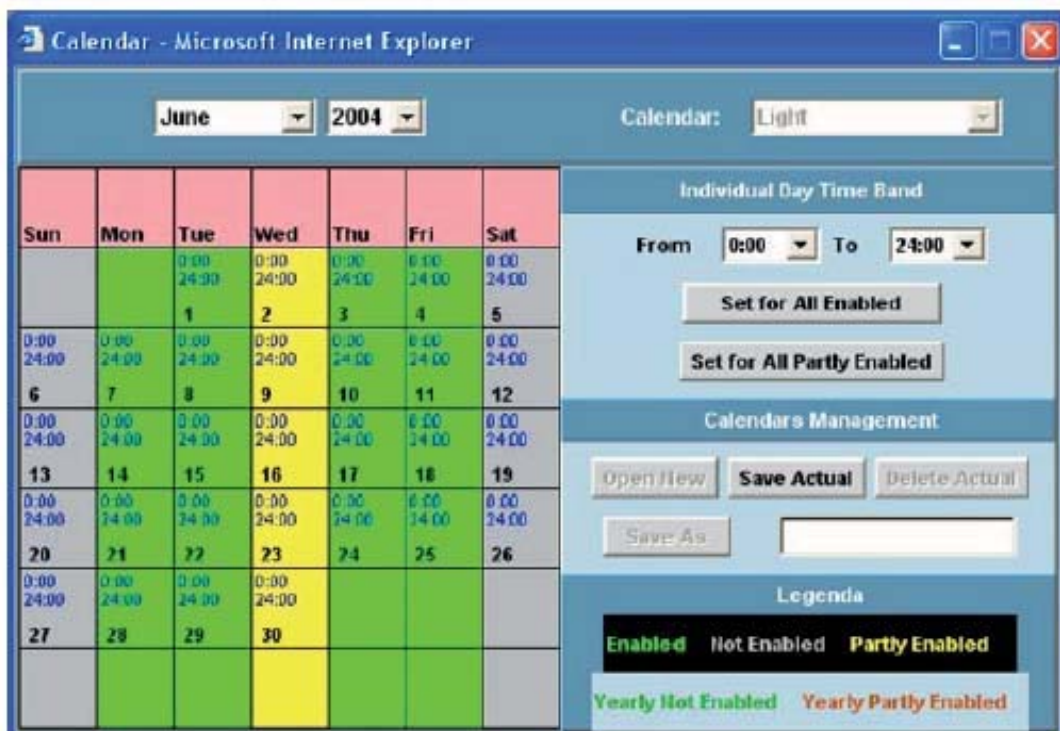 Calendar - Microsoft Internet Explorer
June 2004 Calendar: Light
Individual Day Time Band
Sun Mon Tue Wed Thu Fri Sat
From 0:00 To 24:00
0:00 0:00 0:00 0:00 0:00
24:00 24:00 24:00 24:00 24:00
1 2 3 4 5
Set for All Enabled
0:00 0:00 0:00 0:00 0:00 0:00 0:00
24:00 24:00 24:00 24:00 24:00 24:00 24:00
6 7 8 9 10 11 12
Set for All Partly Enabled
Calendars Management
0:00 0:00 0:00 0:00 0:00 0:00 0:00
24:00 24:00 24:00 24:00 24:00 24:00 24:00
13 14 15 16 17 18 19
Open New Save Actual Delete Actual
0:00 0:00 0:00 0:00 0:00 0:00 0:00
24:00 24:00 24:00 24:00 24:00 24:00 24:00
20 21 22 23 24 25 26
Save As
0:00 0:00 0:00 0:00
24:00 24:00 24:00 24:00
27 28 29 30
Legenda
Enabled Not Enabled Partly Enabled
Yearly Not Enabled Yearly Partly Enabled